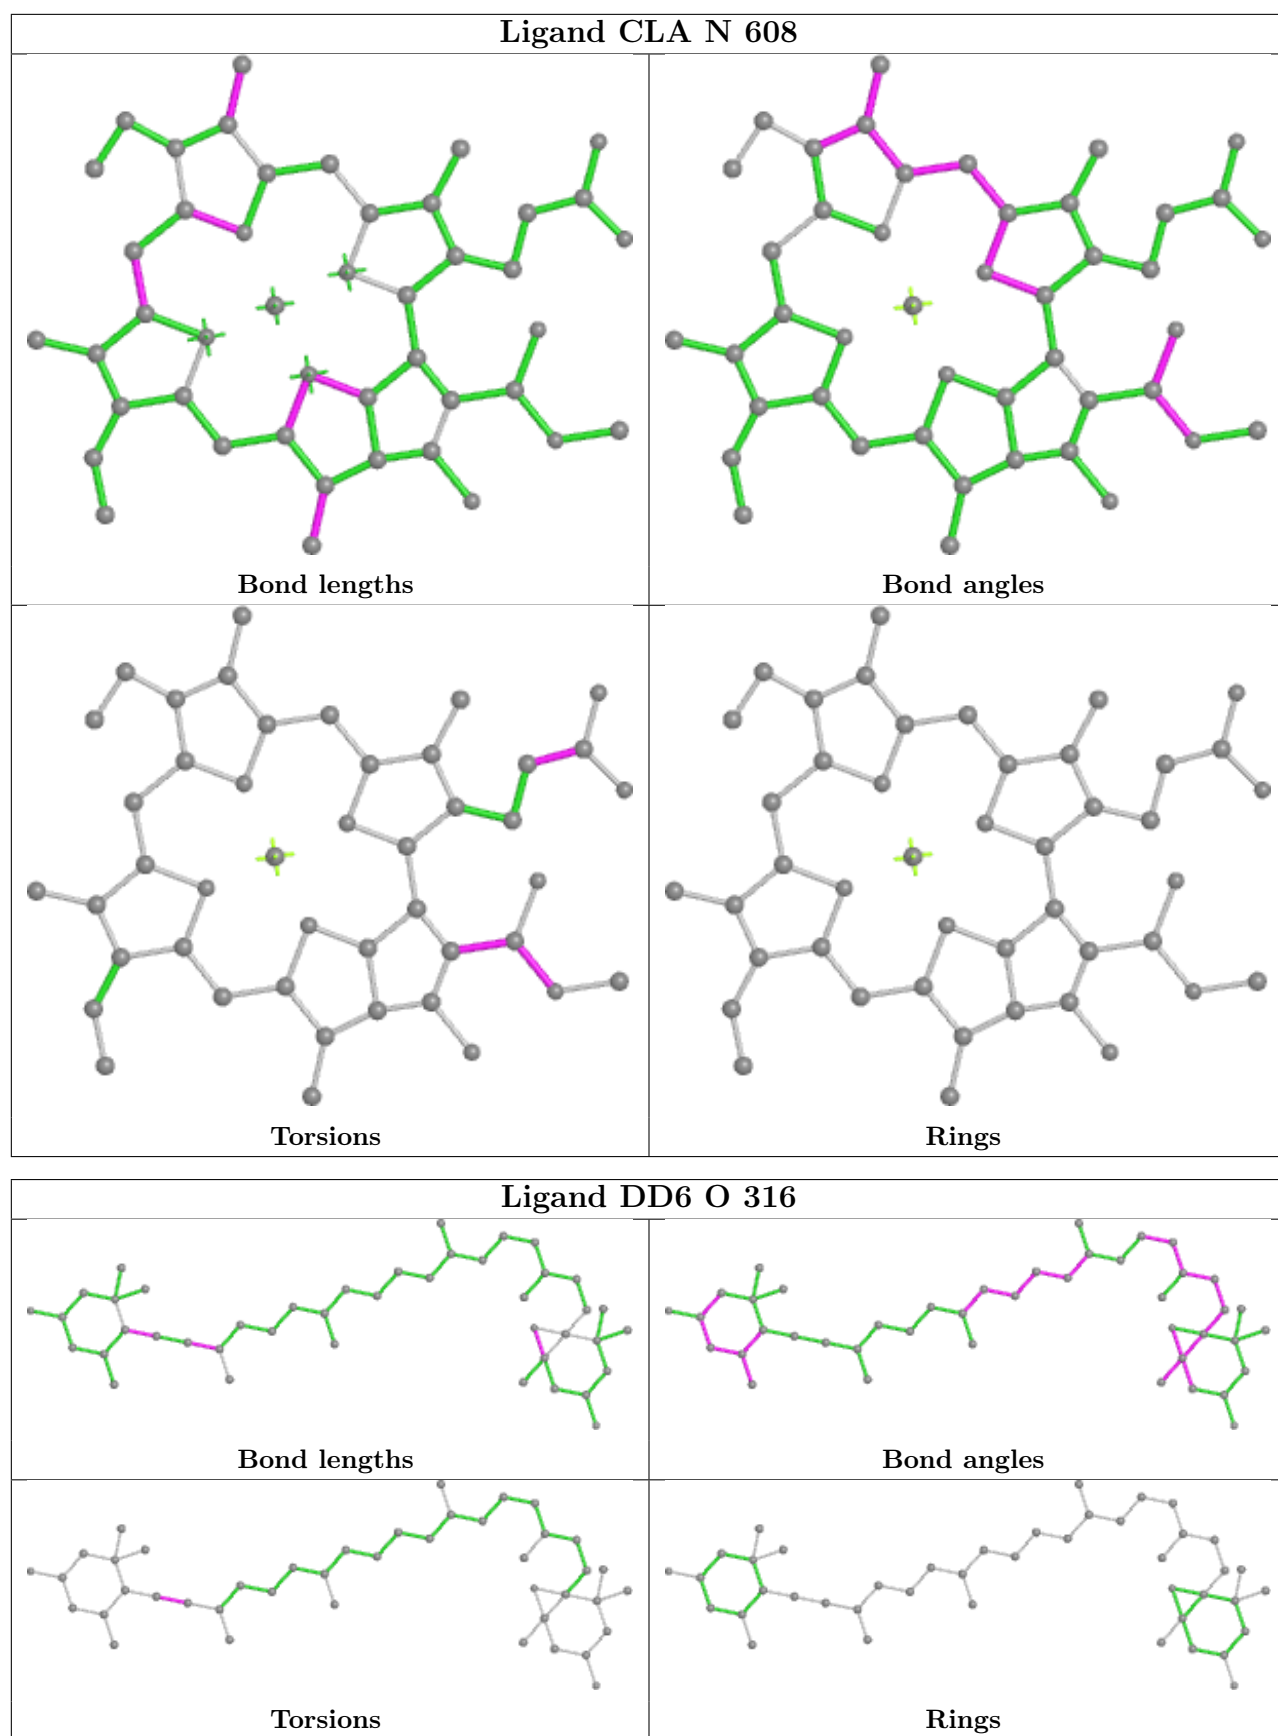 Ligand CLA N 608
Bond lengths
Bond angles
Torsions
Rings
Ligand DD6 O 316
Bond lengths
Bond angles
Torsions
Rings